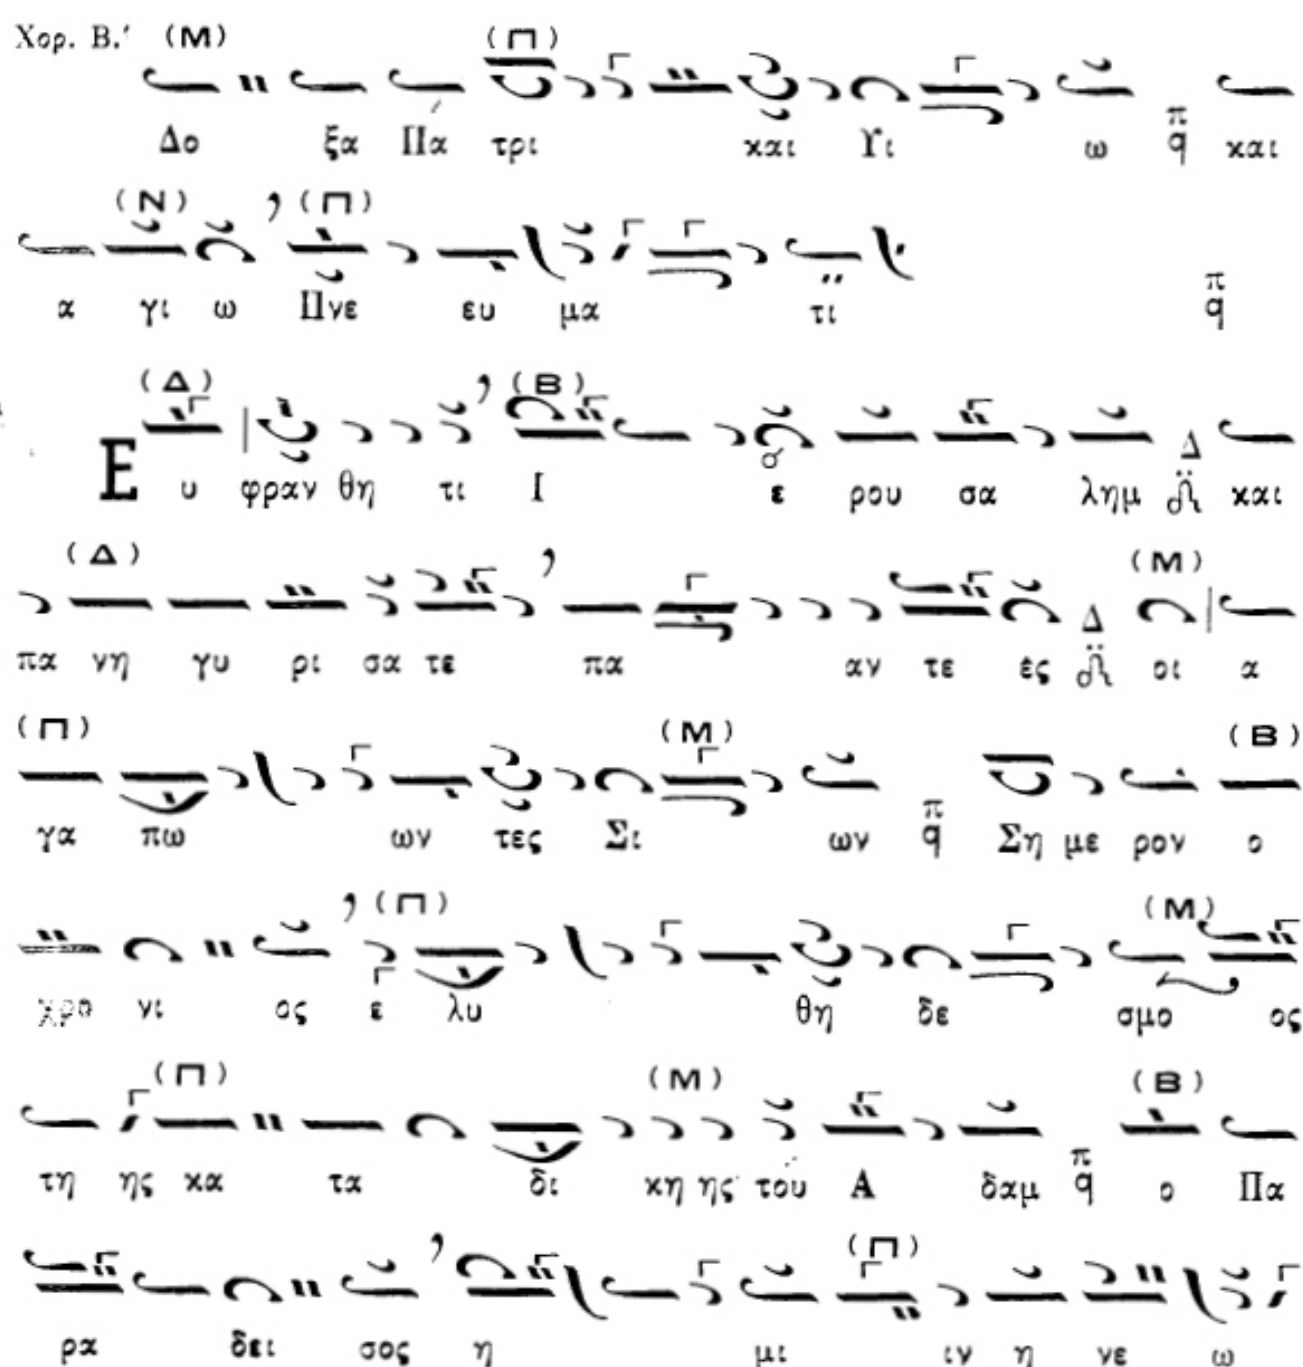 Χορ. Β.′ (Μ) (Π)
Δο ξα Πα τρι και Υι ω π q και
(Ν) (Π)
α γι ω Πνε ευ μα τι π q
(Δ) (Β)
Ε υ φραν θη τι Ι ε ρου σα λημ Δ και
(Δ) (Μ)
πα νη γυ ρι σα τε πα αν τε ες Δ οι α
(Π) (Μ) (Β)
γα πω ων τες Σι ων π q Ση με ρον ο
(Π) (Μ)
χρο νι ος ε λυ θη δε σμο ος
(Π) (Μ) (Β)
τη ης κα τα δι κη ης του Α δαμ π q ο Πα
(Π)
ρα δει σος η μι ιν η νε ω